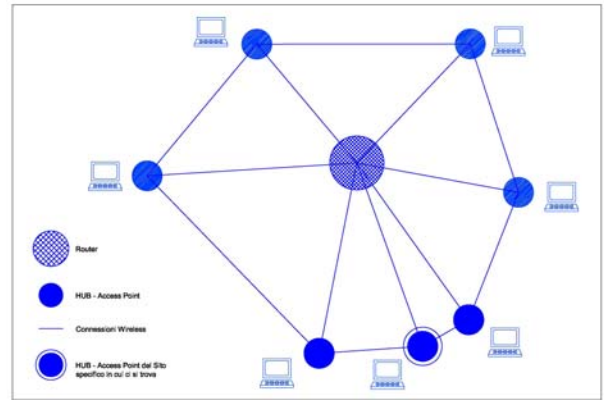 Router
HUB - Access Point
Connessioni Wireless
HUB - Access Point del Sito
specifico in cui ci si trova